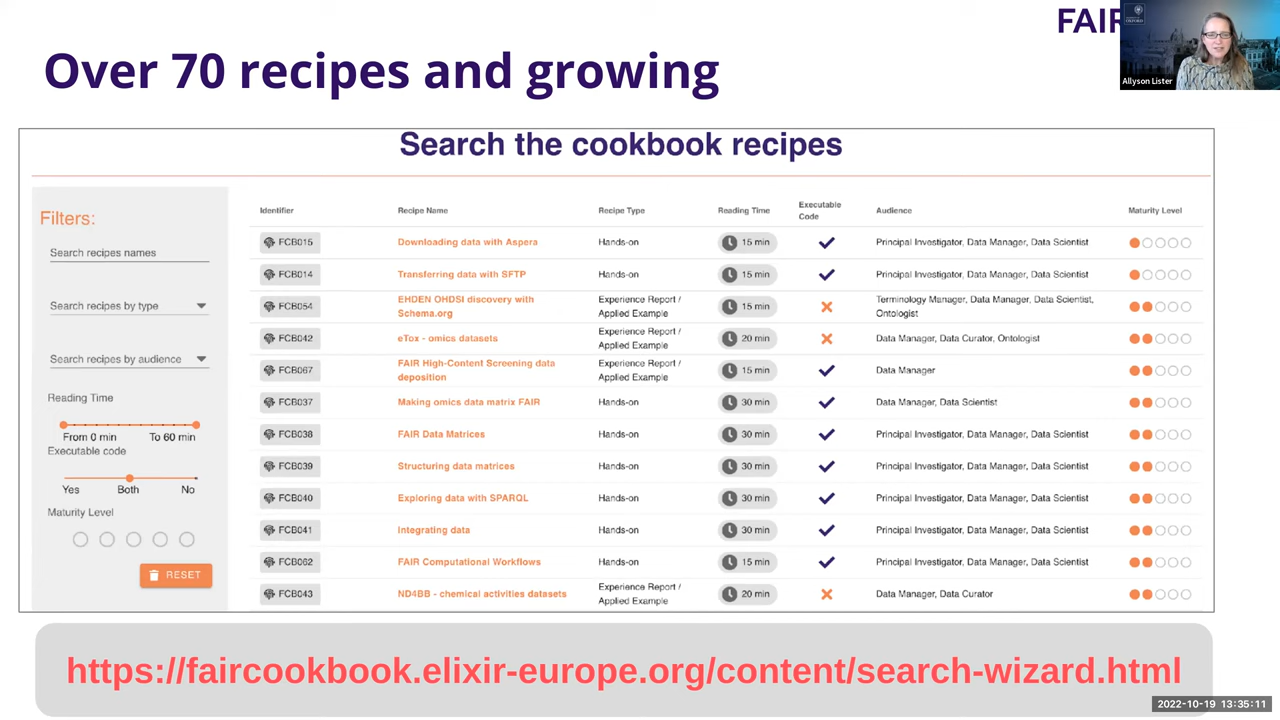 FAIR
Allyson Lister
Over 70 recipes and growing
Search the cookbook recipes
Filters:
Search recipes names
Search recipes by type
Search recipes by audience
Reading Time
From 0 min To 60 min
Executable code
Yes Both No
Maturity Level
RESET
Identifier Recipe Name Recipe Type Reading Time Executable Code Audience Maturity Level
FCB015 Downloading data with Aspera Hands-on 15 min Principal Investigator, Data Manager, Data Scientist
FCB014 Transferring data with SFTP Hands-on 15 min Principal Investigator, Data Manager, Data Scientist
FCB054 EHDEN OHDSI discovery with Schema.org Experience Report / Applied Example 15 min Terminology Manager, Data Manager, Data Scientist, Ontologist
FCB042 eTox - omics datasets Experience Report / Applied Example 20 min Data Manager, Data Curator, Ontologist
FCB067 FAIR High-Content Screening data deposition Experience Report / Applied Example 15 min Data Manager
FCB037 Making omics data matrix FAIR Hands-on 30 min Data Manager, Data Scientist
FCB038 FAIR Data Matrices Hands-on 30 min Principal Investigator, Data Manager, Data Scientist
FCB039 Structuring data matrices Hands-on 30 min Principal Investigator, Data Manager, Data Scientist
FCB040 Exploring data with SPARQL Hands-on 30 min Principal Investigator, Data Manager, Data Scientist
FCB041 Integrating data Hands-on 30 min Principal Investigator, Data Manager, Data Scientist
FCB062 FAIR Computational Workflows Hands-on 15 min Principal Investigator, Data Manager, Data Scientist
FCB043 ND4BB - chemical activities datasets Experience Report / Applied Example 20 min Data Manager, Data Curator
https://faircookbook.elixir-europe.org/content/search-wizard.html
2022-10-19 13:35:11